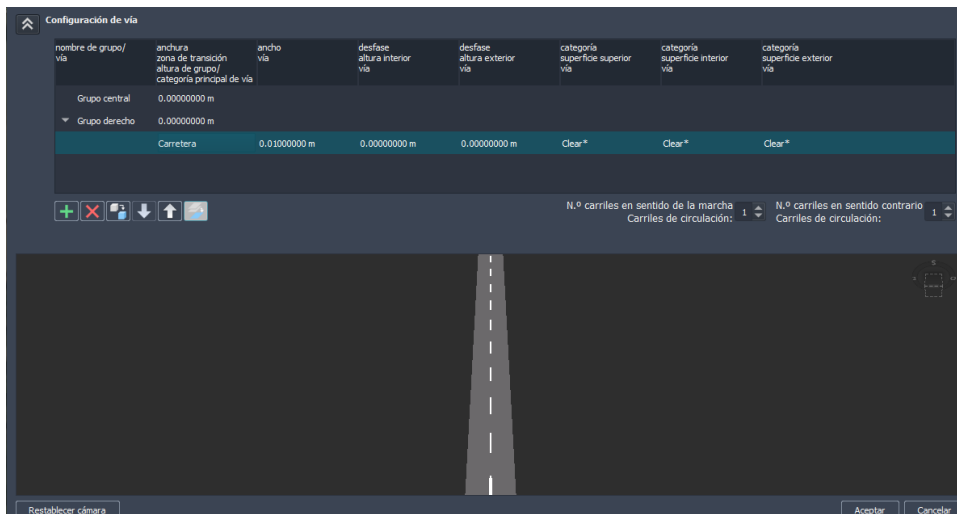 Configuración de vía
nombre de grupo/
vía
anchura
zona de transición
altura de grupo/
categoría principal de vía
ancho
vía
desfase
altura interior
vía
desfase
altura exterior
vía
categoría
superficie superior
vía
categoría
superficie interior
vía
categoría
superficie exterior
vía
Grupo central 0.00000000 m
Grupo derecho 0.00000000 m
Carretera 0.01000000 m 0.00000000 m 0.00000000 m Clear* Clear* Clear*
N.º carriles en sentido de la marcha
Carriles de circulación: 1
N.º carriles en sentido contrario
Carriles de circulación: 1
S
Restablecer cámara Aceptar Cancelar